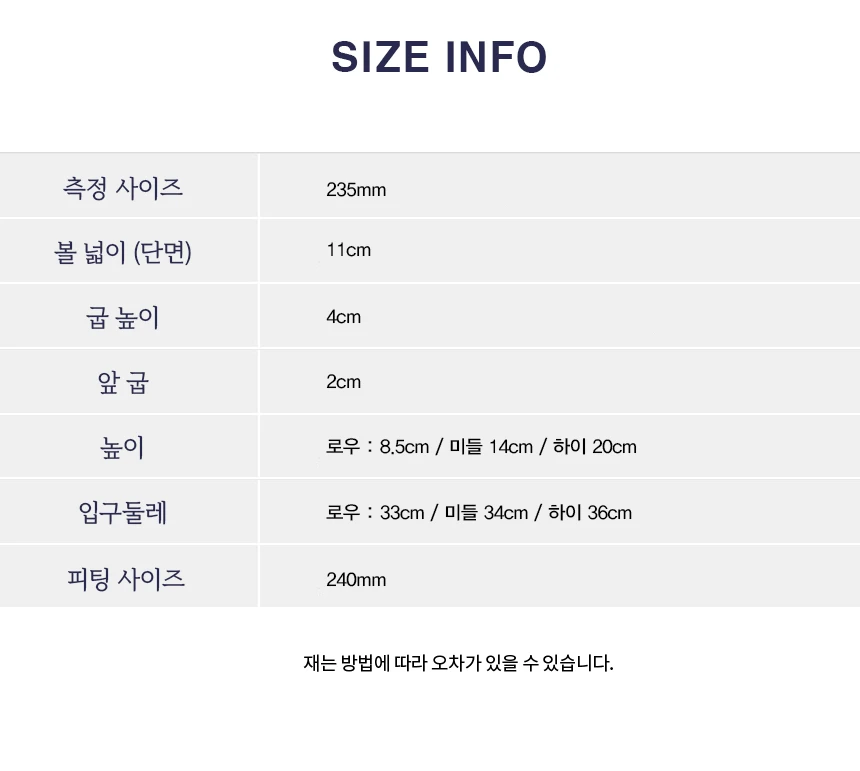 SIZE INFO
측정 사이즈 235mm
볼 넓이 (단면) 11cm
굽 높이 4cm
앞 굽 2cm
높이 로우 : 8.5cm / 미들 14cm / 하이 20cm
입구둘레 로우 : 33cm / 미들 34cm / 하이 36cm
피팅 사이즈 240mm
재는 방법에 따라 오차가 있을 수 있습니다.